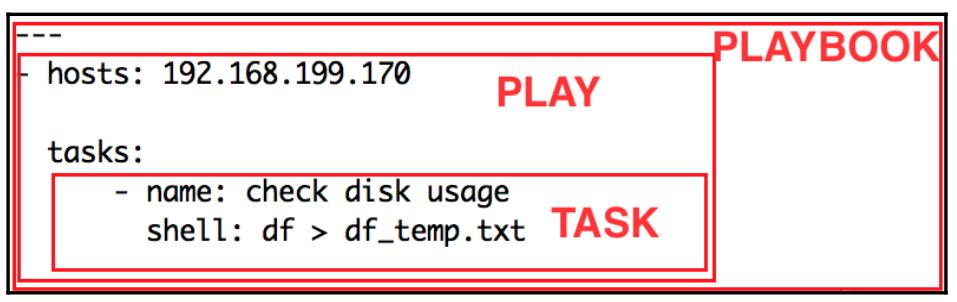 ---
PLAYBOOK
- hosts: 192.168.199.170
PLAY
tasks:
- name: check disk usage
shell: df > df_temp.txt
TASK